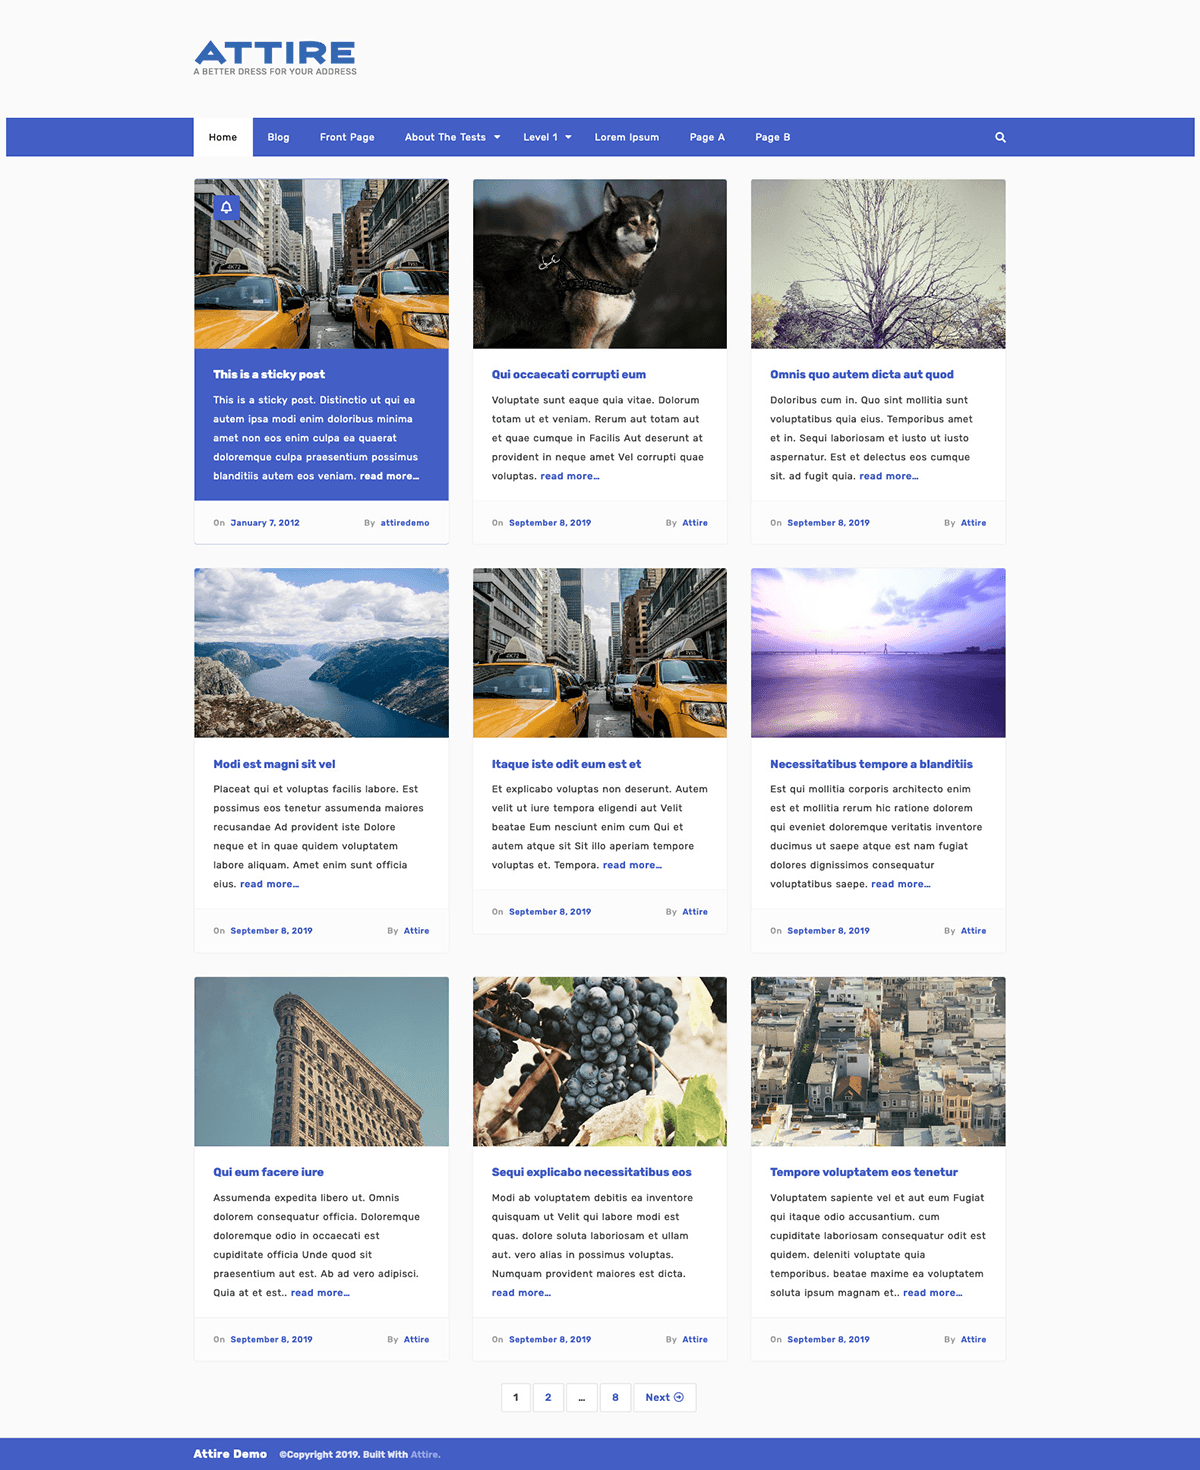 ATTIRE
A BETTER DRESS FOR YOUR ADDRESS
Home Blog Front Page About The Tests Level 1 Lorem Ipsum Page A Page B
This is a sticky post
This is a sticky post. Distinctio ut qui ea
autem ipsa modi enim doloribus minima
amet non eos enim culpa ea quaerat
doloremque culpa praesentium possimus
blanditiis autem eos veniam. read more...
On January 7, 2012 By attiredemo
Qui occaecati corrupti eum
Voluptate sunt eaque quia vitae. Dolorum
totam ut et veniam. Rerum aut totam aut
et quae cumque in Facilis Aut deserunt at
provident in neque amet Vel corrupti quae
voluptas. read more...
On September 8, 2019 By Attire
Omnis quo autem dicta aut quod
Doloribus cum in. Quo sint mollitia sunt
voluptatibus quia eius. Temporibus amet
et in. Sequi laboriosam et iusto ut iusto
aspernatur. Est et delectus eos cumque
sit. ad fugit quia. read more...
On September 8, 2019 By Attire
Modi est magni sit vel
Placeat qui et voluptas facilis labore. Est
possimus eos tenetur assumenda maiores
recusandae Ad provident iste Dolore
neque et in quae quidem voluptatem
labore aliquam. Amet enim sunt officia
eius. read more...
On September 8, 2019 By Attire
Itaque iste odit eum est et
Et explicabo voluptas non deserunt. Autem
velit ut iure tempora eligendi aut Velit
beatae Eum nesciunt enim cum Qui et
autem atque sit Sit illo aperiam tempore
voluptas et. Tempora. read more...
On September 8, 2019 By Attire
Necessitatibus tempore a blanditiis
Est qui mollitia corporis architecto enim
est et mollitia rerum hic ratione dolorem
qui eveniet doloremque veritatis inventore
ducimus ut saepe atque est nam fugiat
dolores dignissimos consequatur
voluptatibus saepe. read more...
On September 8, 2019 By Attire
Qui eum facere iure
Assumenda expedita libero ut. Omnis
dolorem consequatur officia. Doloremque
doloremque odio in occaecati est
cupiditate officia Unde quod sit
praesentium aut est. Ab ad vero adipisci.
Quia at et est.. read more...
On September 8, 2019 By Attire
Sequi explicabo necessitatibus eos
Modi ab voluptatem debitis ea inventore
quisquam ut Velit qui labore modi est
quas. dolore soluta laboriosam et ullam
aut. vero alias in possimus voluptas.
Numquam provident maiores est dicta.
read more...
On September 8, 2019 By Attire
Tempore voluptatem eos tenetur
Voluptatem sapiente vel et aut eum Fugiat
qui itaque odio accusantium. cum
cupiditate laboriosam consequatur odit est
quidem. deleniti voluptate quia
temporibus. beatae maxime ea voluptatem
soluta ipsum magnam et.. read more...
On September 8, 2019 By Attire
1 2 ... 8 Next
Attire Demo ©Copyright 2019. Built With Attire.